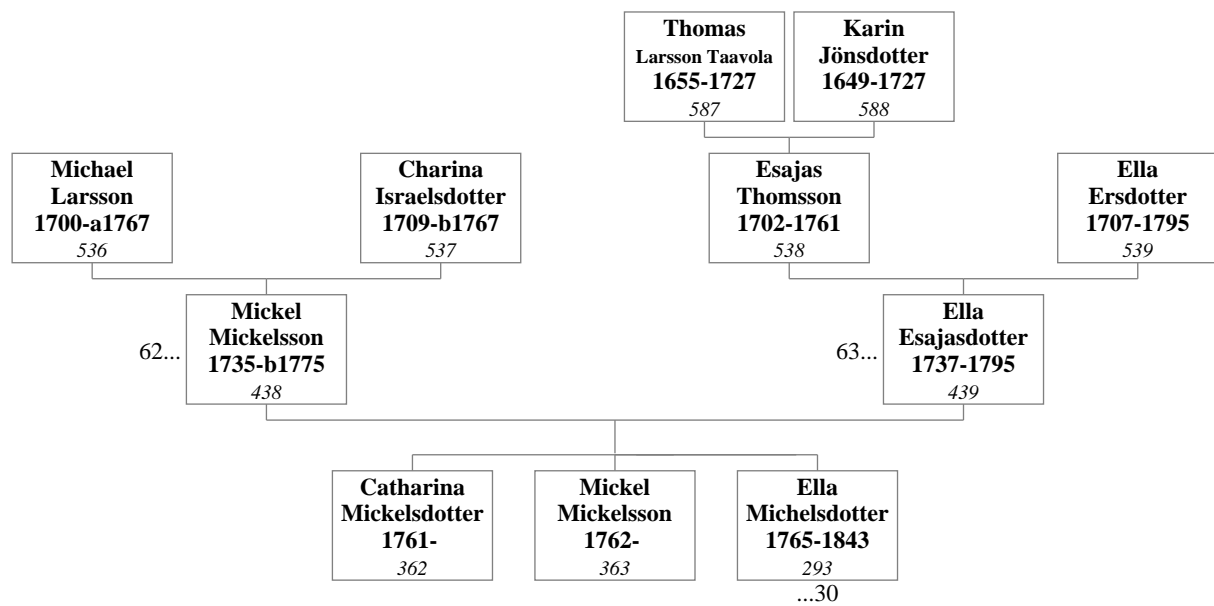 Thomas
Larsson Taavola
1655-1727
587
Karin
Jönsdotter
1649-1727
588
Michael
Larsson
1700-a1767
536
Charina
Israelsdotter
1709-b1767
537
Esajas
Thomsson
1702-1761
538
Ella
Ersdotter
1707-1795
539
62...
Mickel
Mickelsson
1735-b1775
438
63...
Ella
Esajasdotter
1737-1795
439
Catharina
Mickelsdotter
1761-
362
Mickel
Mickelsson
1762-
363
Ella
Michelsdotter
1765-1843
293
...30